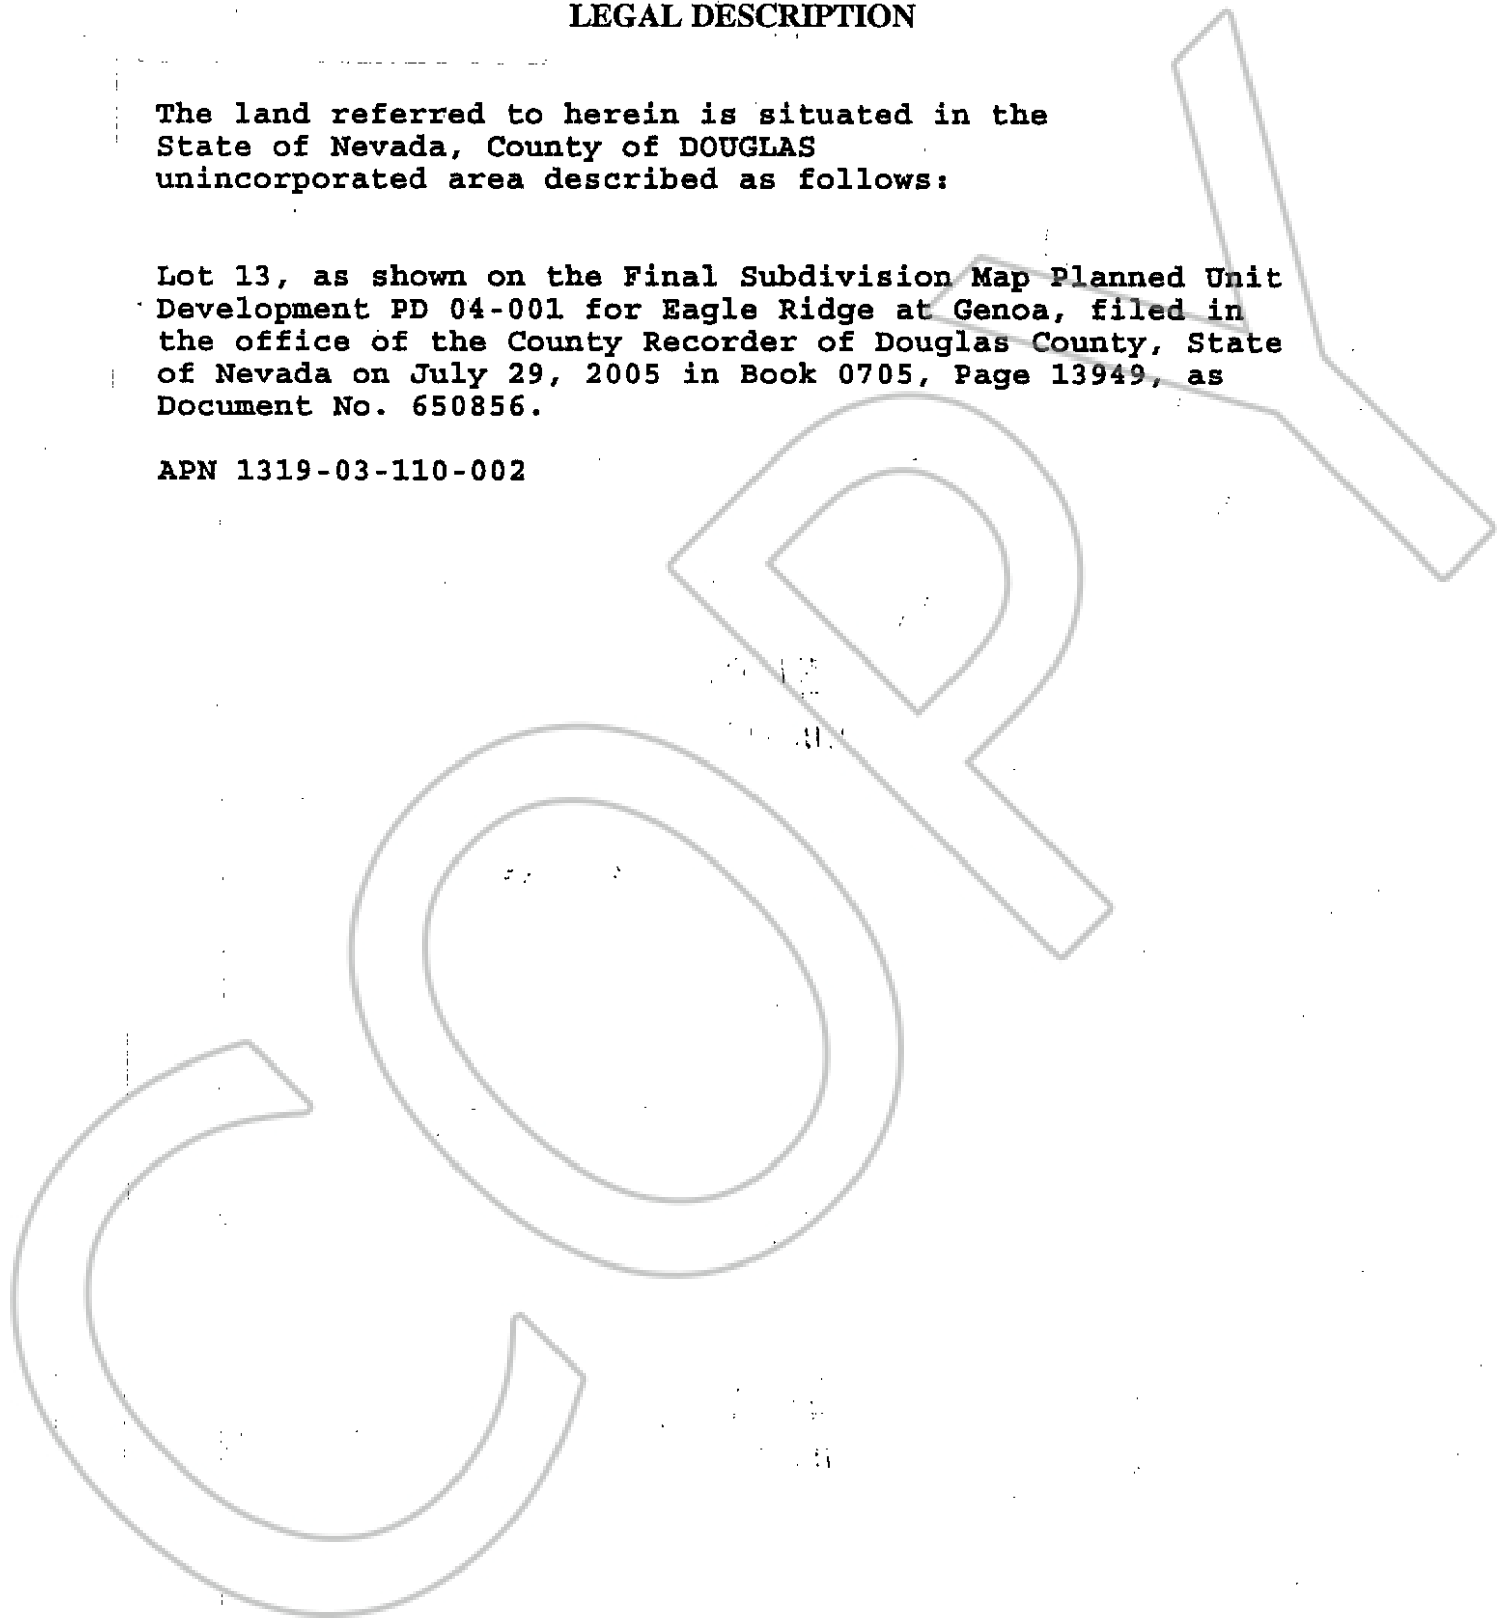 LEGAL DESCRIPTION
The land referred to herein is situated in the
State of Nevada, County of DOUGLAS
unincorporated area described as follows:
Lot 13, as shown on the Final Subdivision Map Planned Unit
Development PD 04-001 for Eagle Ridge at Genoa, filed in
the office of the County Recorder of Douglas County, State
of Nevada on July 29, 2005 in Book 0705, Page 13949, as
Document No. 650856.
APN 1319-03-110-002
COPY